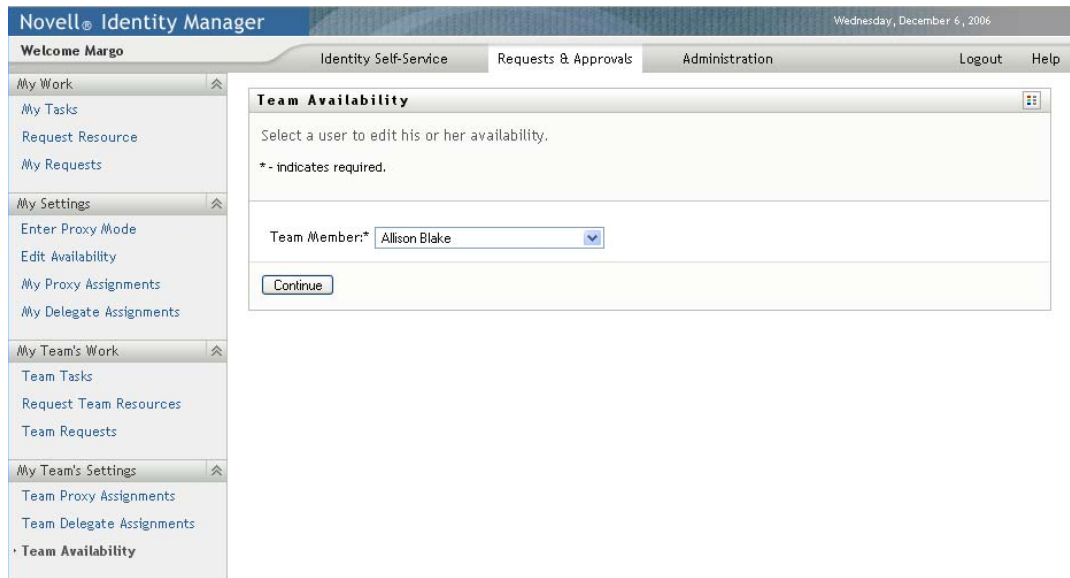 Novell® Identity Manager
Wednesday, December 6, 2006
Welcome Margo
Identity Self-Service
Requests & Approvals
Administration
Logout
Help
My Work
My Tasks
Request Resource
My Requests
My Settings
Enter Proxy Mode
Edit Availability
My Proxy Assignments
My Delegate Assignments
My Team's Work
Team Tasks
Request Team Resources
Team Requests
My Team's Settings
Team Proxy Assignments
Team Delegate Assignments
Team Availability
Team Availability
Select a user to edit his or her availability.
* - indicates required.
Team Member:* Allison Blake
Continue